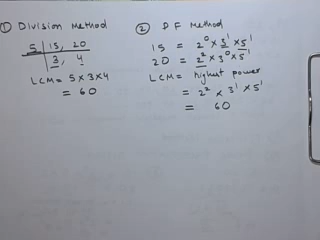 ① Division Method
5 | 15, 20
3, 4
LCM = 5 x 3 x 4
= 60
② P F Method
15 = 2⁰ x 3¹ x 5¹
20 = 2² x 3⁰ x 5¹
LCM = highest power
= 2² x 3¹ x 5¹
= 60